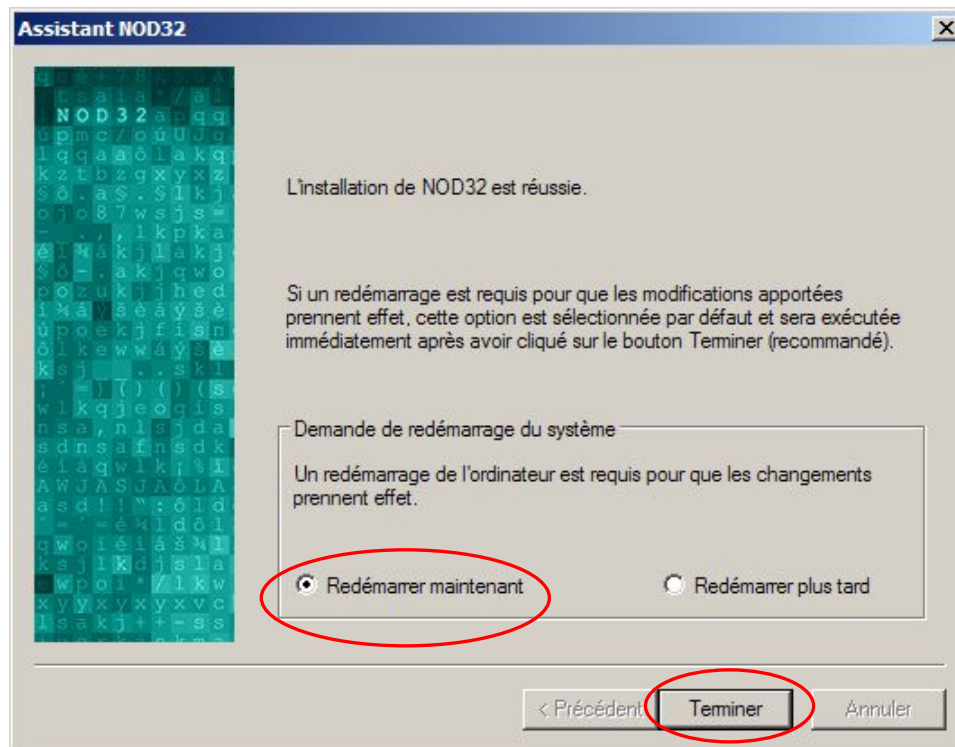 Assistant NOD32
NOD32
L'installation de NOD32 est réussie.
Si un redémarrage est requis pour que les modifications apportées
prennent effet, cette option est sélectionnée par défaut et sera exécutée
immédiatement après avoir cliqué sur le bouton Terminer (recommandé).
Demande de redémarrage du système
Un redémarrage de l'ordinateur est requis pour que les changements
prennent effet.
Redémarrer maintenant
Redémarrer plus tard
< Précédent
Terminer
Annuler